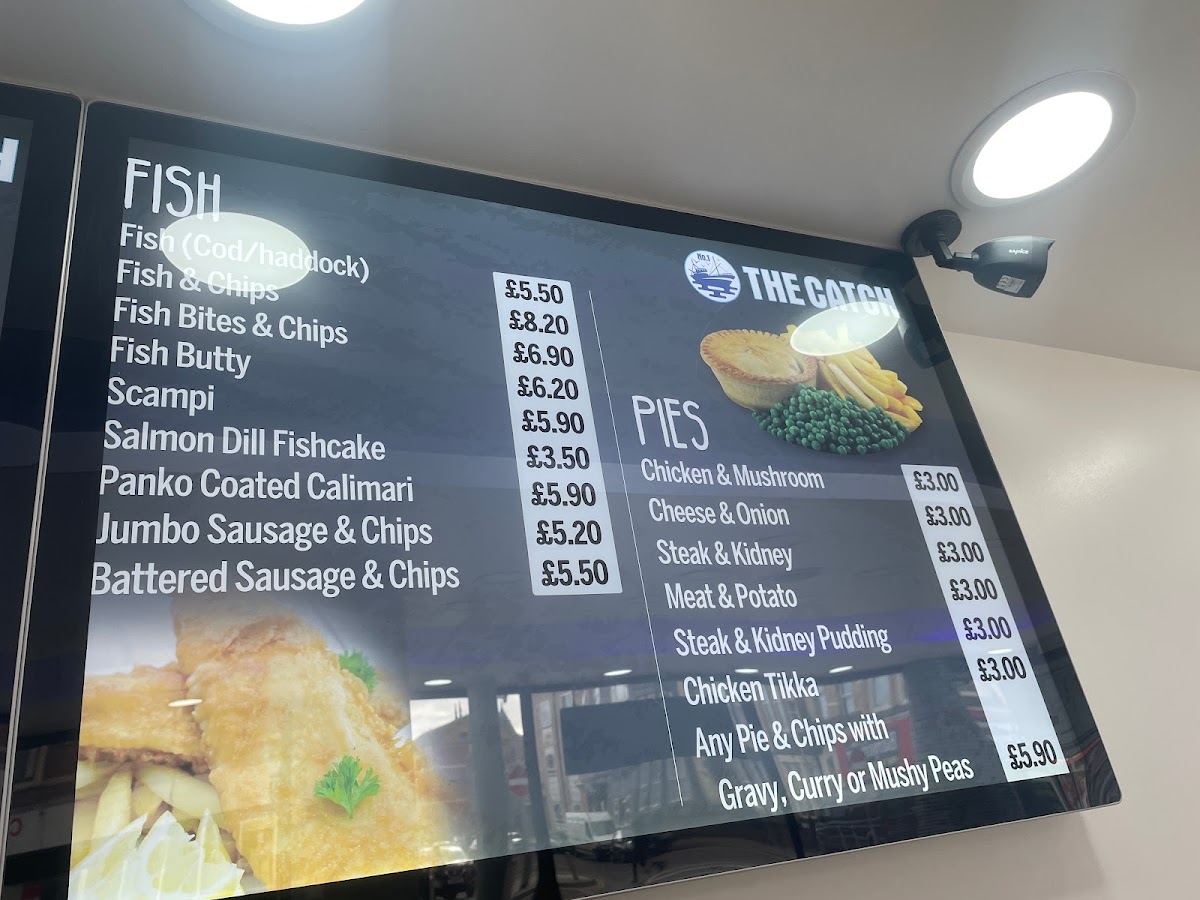 FISH
Fish (Cod/haddock) £5.50
Fish & Chips £8.20
Fish Bites & Chips £6.90
Fish Butty £6.20
Scampi £5.90
Salmon Dill Fishcake £3.50
Panko Coated Calimari £5.90
Jumbo Sausage & Chips £5.20
Battered Sausage & Chips £5.50
No.1
THE CATCH
PIES
Chicken & Mushroom £3.00
Cheese & Onion £3.00
Steak & Kidney £3.00
Meat & Potato £3.00
Steak & Kidney Pudding £3.00
Chicken Tikka £3.00
Any Pie & Chips with
Gravy, Curry or Mushy Peas £5.90
H